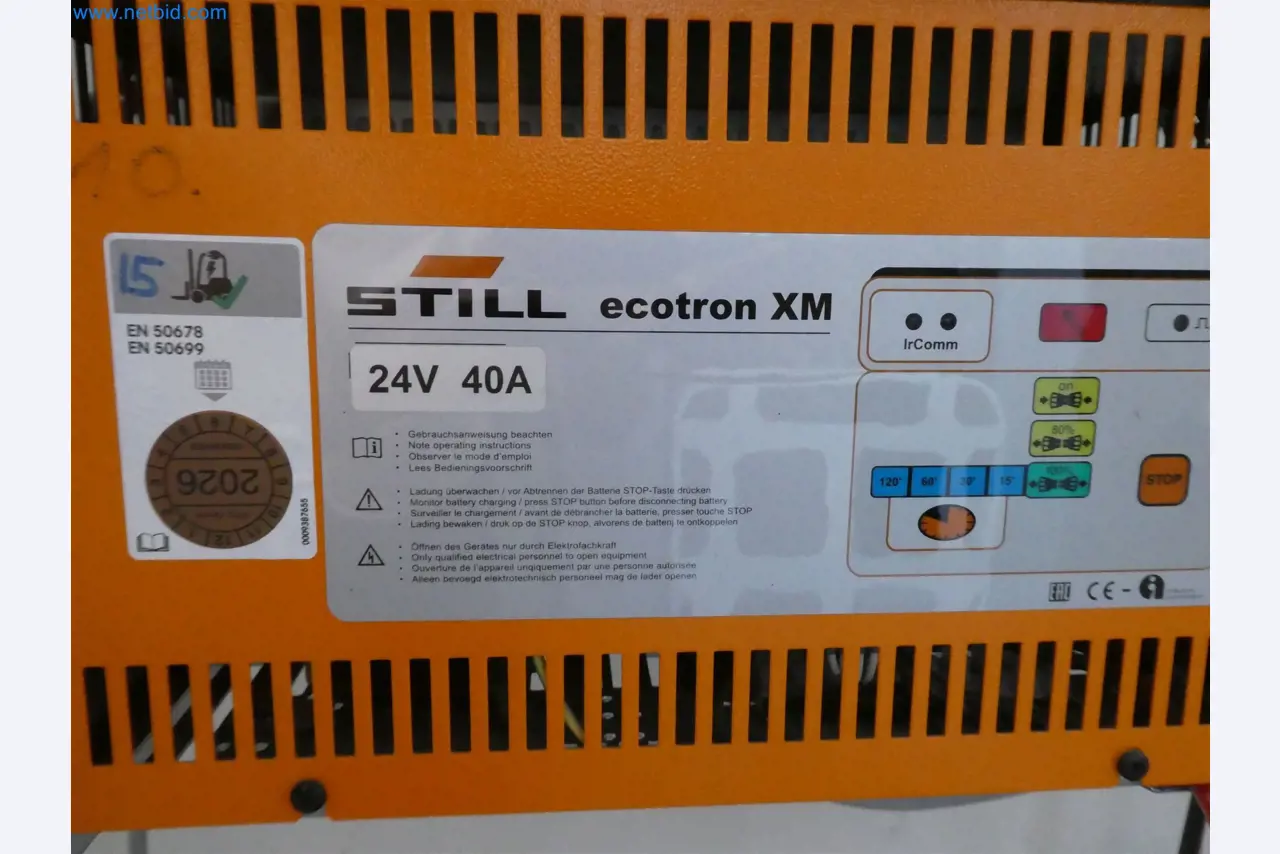 www.netbid.com
10.
15
EN 50678
EN 50699
2026
12
0009387655
STILL ecotron XM
24V 40A
• Gebrauchsanweisung beachten
• Note operating instructions
• Observer le mode d'emploi
• Lees Bedieningsvoorschrift
• Ladung überwachen / vor Abtrennen der Batterie STOP-Taste drücken
• Monitor battery charging / press STOP button before disconnecting battery
• Surveiller le chargement / avant de débrancher la batterie, presser touche STOP
• Lading bewaken / druk op de STOP knop, alvorens de batterij te ontkoppelen
• Öffnen des Gerätes nur durch Elektrofachkraft
• Only qualified electrical personnel to open equipment
• Ouverture de l'appareil unqiquement par une personne autorisée
• Alleen bevoegd elektrotechnisch personeel mag de lader openen
IrComm
on
80%
100%
120' 60' 30' 15'
STOP
EAC CE -